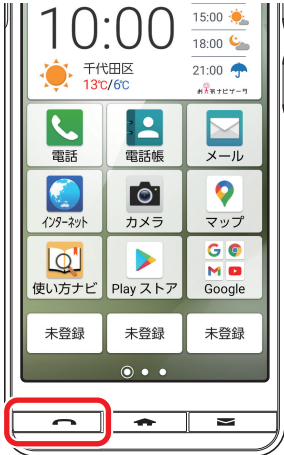 10:00
15:00
18:00
千代田区
13℃/6℃
21:00
お天気ナビゲータ
電話
電話帳
メール
インターネット
カメラ
マップ
使い方ナビ
Play ストア
Google
未登録
未登録
未登録